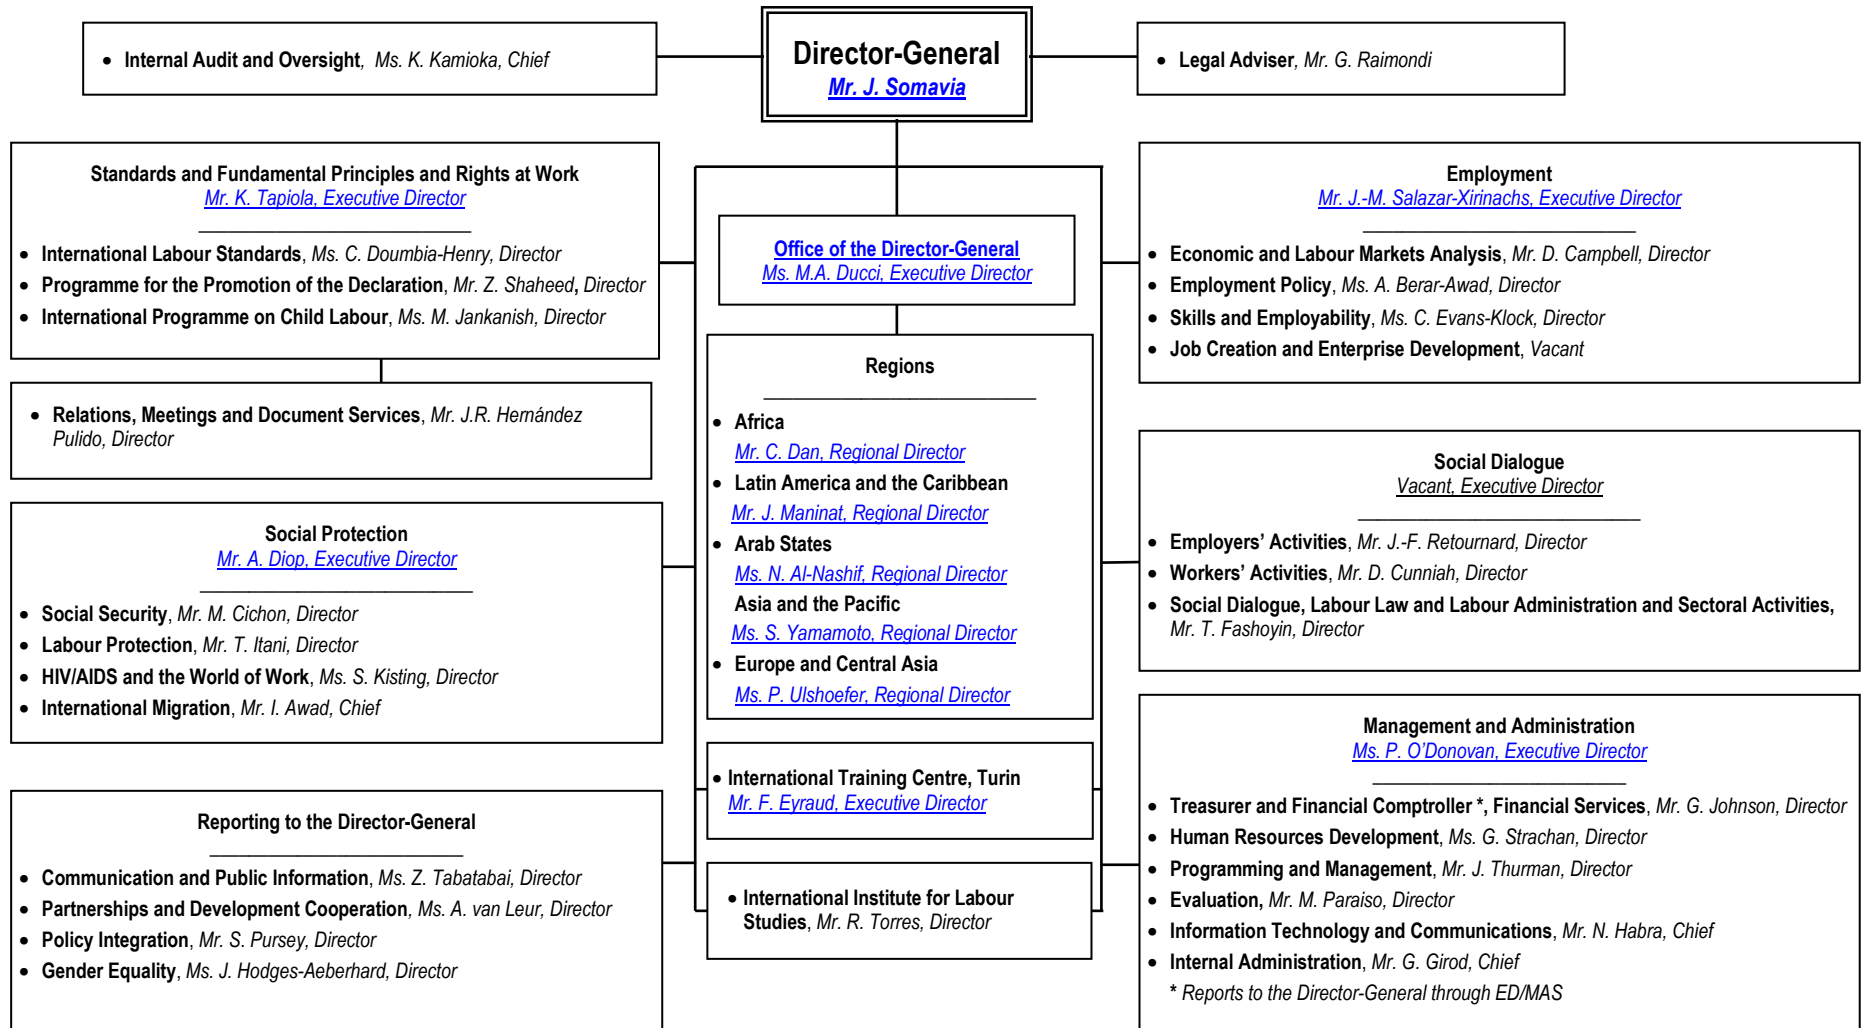 • Internal Audit and Oversight, Ms. K. Kamioka, Chief
Director-General
Mr. J. Somavia
• Legal Adviser, Mr. G. Raimondi
Standards and Fundamental Principles and Rights at Work
Mr. K. Tapiola, Executive Director
• International Labour Standards, Ms. C. Doumbia-Henry, Director
• Programme for the Promotion of the Declaration, Mr. Z. Shaheed, Director
• International Programme on Child Labour, Ms. M. Jankanish, Director
• Relations, Meetings and Document Services, Mr. J.R. Hernández
Pulido, Director
Social Protection
Mr. A. Diop, Executive Director
• Social Security, Mr. M. Cichon, Director
• Labour Protection, Mr. T. Itani, Director
• HIV/AIDS and the World of Work, Ms. S. Kisting, Director
• International Migration, Mr. I. Awad, Chief
Reporting to the Director-General
• Communication and Public Information, Ms. Z. Tabatabai, Director
• Partnerships and Development Cooperation, Ms. A. van Leur, Director
• Policy Integration, Mr. S. Pursey, Director
• Gender Equality, Ms. J. Hodges-Aeberhard, Director
Office of the Director-General
Ms. M.A. Ducci, Executive Director
Regions
• Africa
Mr. C. Dan, Regional Director
• Latin America and the Caribbean
Mr. J. Maninat, Regional Director
• Arab States
Ms. N. Al-Nashif, Regional Director
Asia and the Pacific
Ms. S. Yamamoto, Regional Director
• Europe and Central Asia
Ms. P. Ulshoefer, Regional Director
• International Training Centre, Turin
Mr. F. Eyraud, Executive Director
• International Institute for Labour
Studies, Mr. R. Torres, Director
Employment
Mr. J.-M. Salazar-Xirinachs, Executive Director
• Economic and Labour Markets Analysis, Mr. D. Campbell, Director
• Employment Policy, Ms. A. Berar-Awad, Director
• Skills and Employability, Ms. C. Evans-Klock, Director
• Job Creation and Enterprise Development, Vacant
Social Dialogue
Vacant, Executive Director
• Employers’ Activities, Mr. J.-F. Retournard, Director
• Workers’ Activities, Mr. D. Cunniah, Director
• Social Dialogue, Labour Law and Labour Administration and Sectoral Activities,
Mr. T. Fashoyin, Director
Management and Administration
Ms. P. O’Donovan, Executive Director
• Treasurer and Financial Comptroller *, Financial Services, Mr. G. Johnson, Director
• Human Resources Development, Ms. G. Strachan, Director
• Programming and Management, Mr. J. Thurman, Director
• Evaluation, Mr. M. Paraiso, Director
• Information Technology and Communications, Mr. N. Habra, Chief
• Internal Administration, Mr. G. Girod, Chief
* Reports to the Director-General through ED/MAS